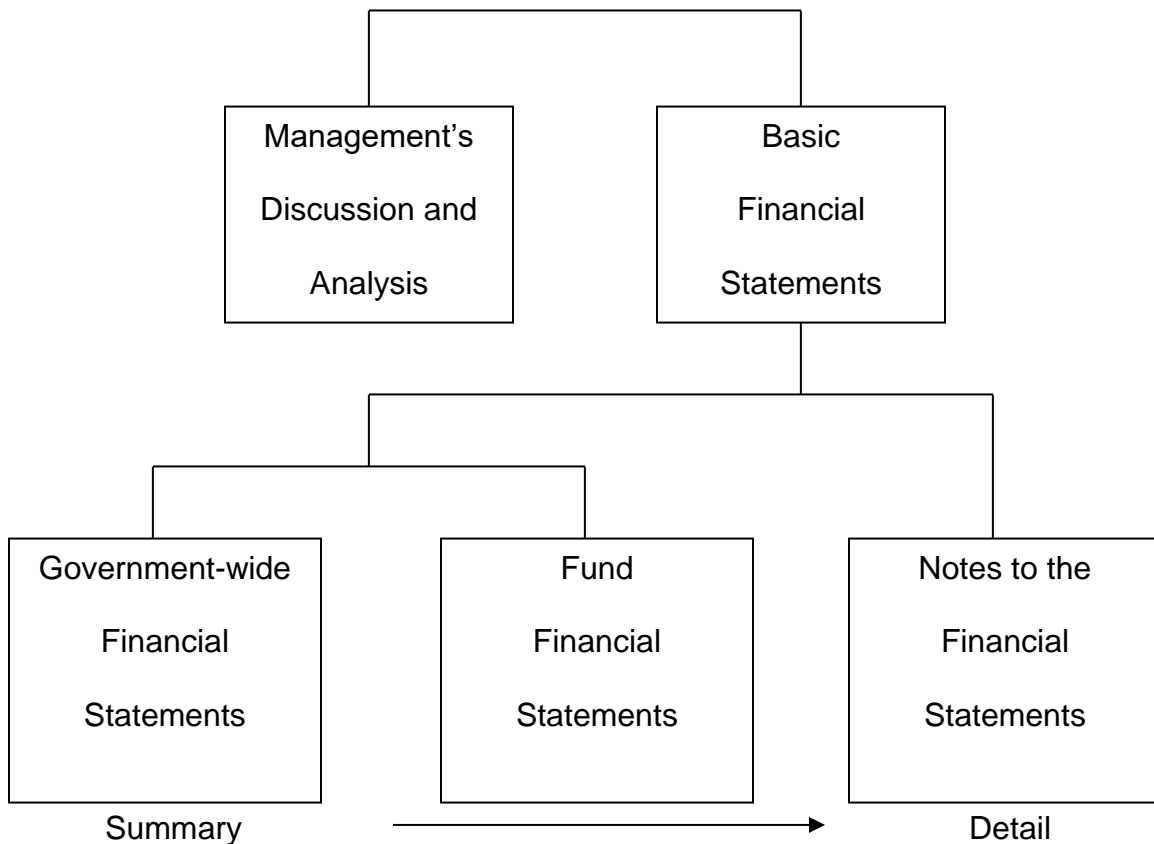 Management’s
Discussion and
Analysis
Basic
Financial
Statements
Government-wide
Financial
Statements
Fund
Financial
Statements
Notes to the
Financial
Statements
Summary
Detail